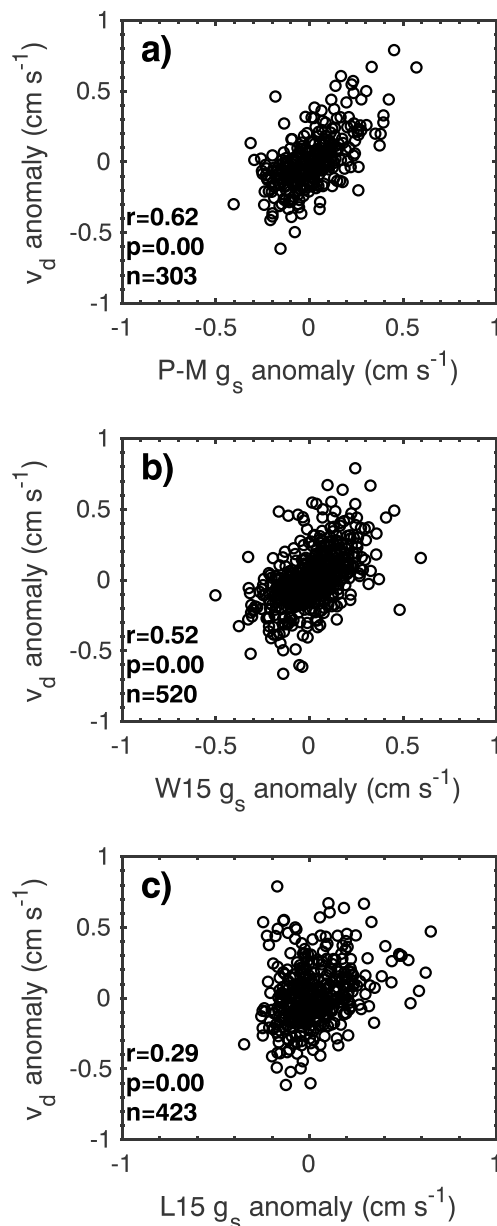 a)
1
0.5
0
-0.5
-1
v_d anomaly (cm s^-1)
r=0.62
p=0.00
n=303
-1 -0.5 0 0.5 1
P-M g_s anomaly (cm s^-1)
b)
1
0.5
0
-0.5
-1
v_d anomaly (cm s^-1)
r=0.52
p=0.00
n=520
-1 -0.5 0 0.5 1
W15 g_s anomaly (cm s^-1)
c)
1
0.5
0
-0.5
-1
v_d anomaly (cm s^-1)
r=0.29
p=0.00
n=423
-1 0 1
L15 g_s anomaly (cm s^-1)